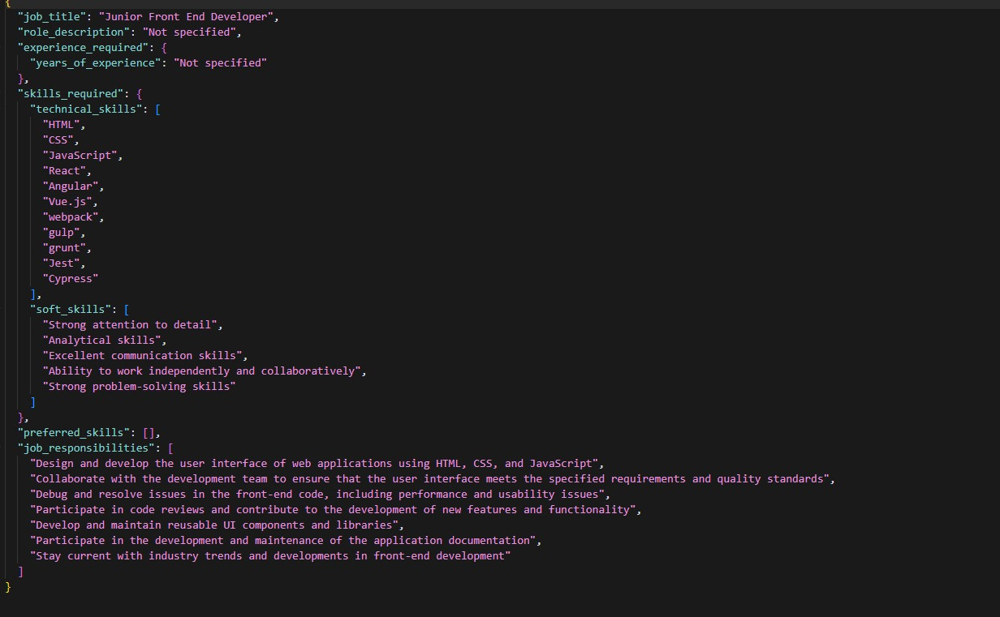 {
"job_title": "Junior Front End Developer",
"role_description": "Not specified",
"experience_required": {
"years_of_experience": "Not specified"
},
"skills_required": {
"technical_skills": [
"HTML",
"CSS",
"JavaScript",
"React",
"Angular",
"Vue.js",
"webpack",
"gulp",
"grunt",
"Jest",
"Cypress"
],
"soft_skills": [
"Strong attention to detail",
"Analytical skills",
"Excellent communication skills",
"Ability to work independently and collaboratively",
"Strong problem-solving skills"
]
},
"preferred_skills": [],
"job_responsibilities": [
"Design and develop the user interface of web applications using HTML, CSS, and JavaScript",
"Collaborate with the development team to ensure that the user interface meets the specified requirements and quality standards",
"Debug and resolve issues in the front-end code, including performance and usability issues",
"Participate in code reviews and contribute to the development of new features and functionality",
"Develop and maintain reusable UI components and libraries",
"Participate in the development and maintenance of the application documentation",
"Stay current with industry trends and developments in front-end development"
]
}